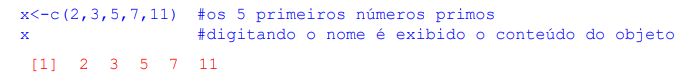 x<-c(2,3,5,7,11)  #os 5 primeiros números primos
x                 #digitando o nome é exibido o conteúdo do objeto
[1]  2  3  5  7  11